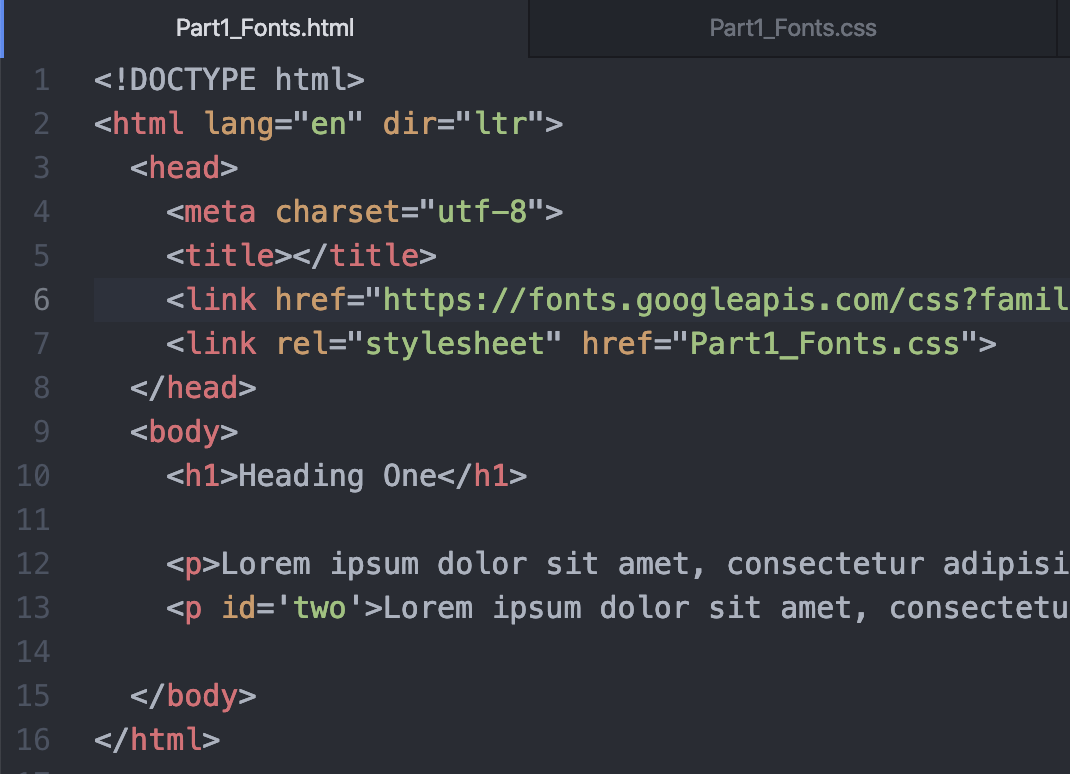 Part1_Fonts.html Part1_Fonts.css
1 <!DOCTYPE html>
2 <html lang="en" dir="ltr">
3 <head>
4 <meta charset="utf-8">
5 <title></title>
6 <link href="https://fonts.googleapis.com/css?famil
7 <link rel="stylesheet" href="Part1_Fonts.css">
8 </head>
9 <body>
10 <h1>Heading One</h1>
11
12 <p>Lorem ipsum dolor sit amet, consectetur adipisi
13 <p id='two'>Lorem ipsum dolor sit amet, consectetu
14
15 </body>
16 </html>